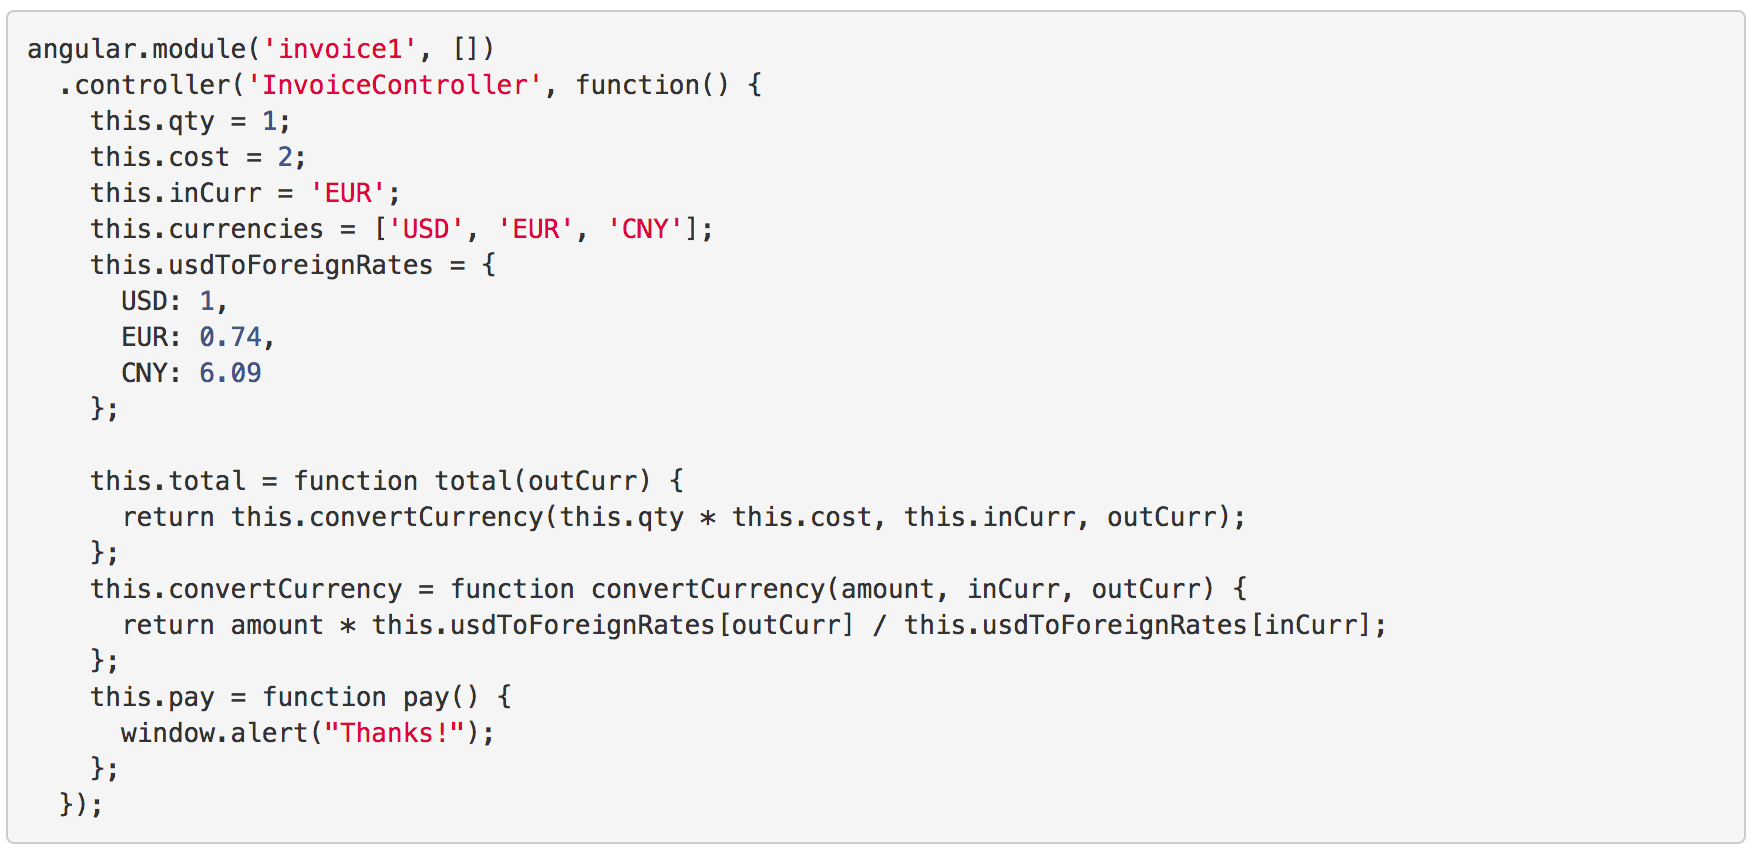 angular.module('invoice1', [])
  .controller('InvoiceController', function() {
    this.qty = 1;
    this.cost = 2;
    this.inCurr = 'EUR';
    this.currencies = ['USD', 'EUR', 'CNY'];
    this.usdToForeignRates = {
      USD: 1,
      EUR: 0.74,
      CNY: 6.09
    };

    this.total = function total(outCurr) {
      return this.convertCurrency(this.qty * this.cost, this.inCurr, outCurr);
    };
    this.convertCurrency = function convertCurrency(amount, inCurr, outCurr) {
      return amount * this.usdToForeignRates[outCurr] / this.usdToForeignRates[inCurr];
    };
    this.pay = function pay() {
      window.alert("Thanks!");
    };
  });